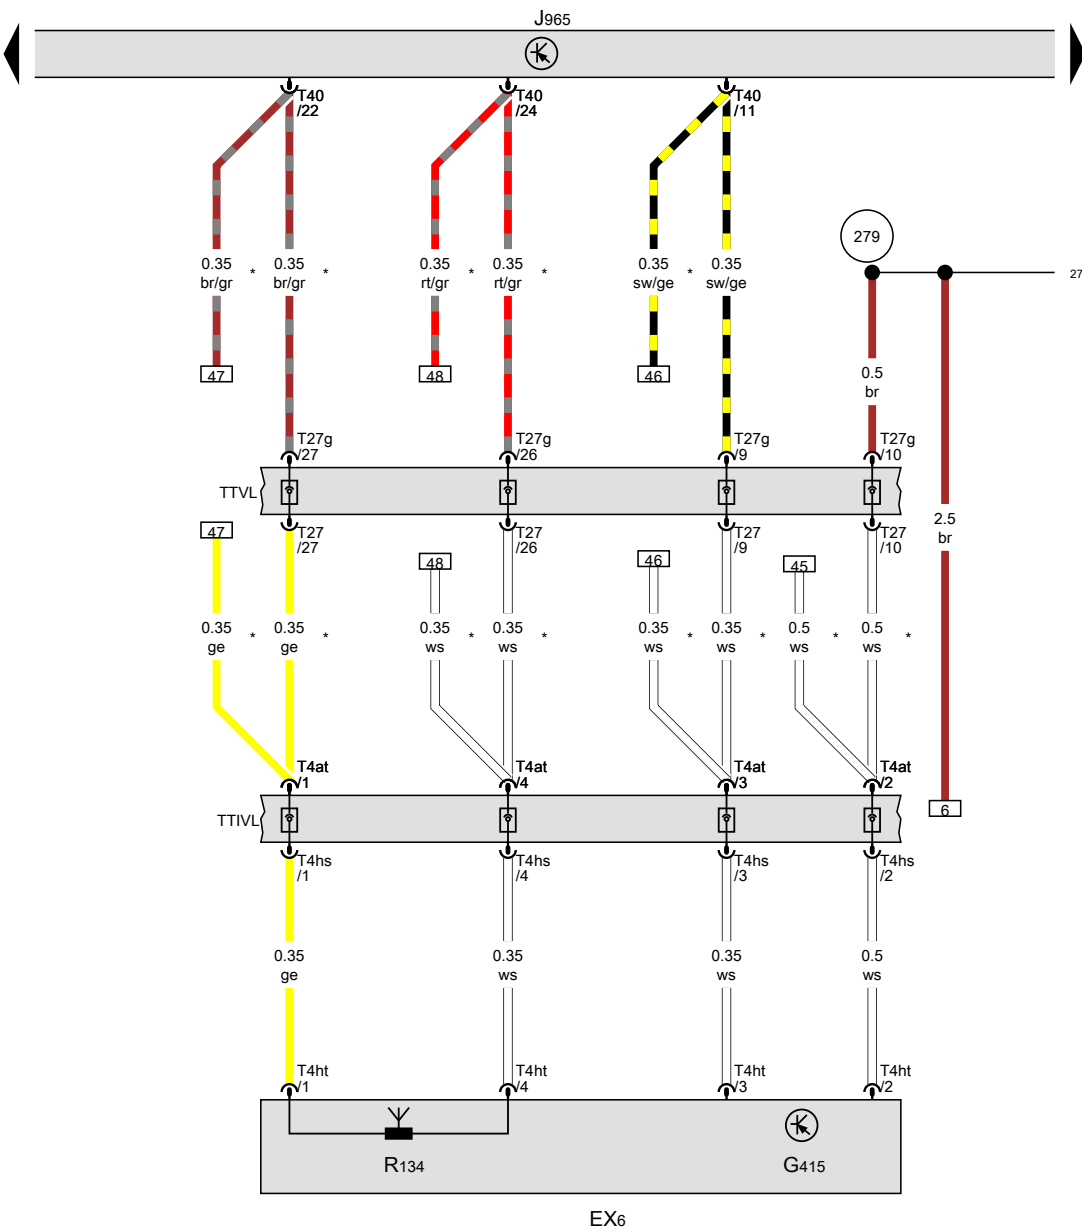 J965
T40 T40 T40
/22 /24 /11
279
0.35 * 0.35 * 0.35 * 0.35 * 0.35 * 0.35
br/gr br/gr rt/gr rt/gr sw/ge sw/ge
27
47 48 46
0.5
br
T27g T27g T27g T27g
/27 /26 /9 /10
TTVL
2.5
br
47 T27 T27 T27 T27
/27 /26 /9 /10
48 46 45
0.35 * 0.35 * 0.35 * 0.35 * 0.35 * 0.35 * 0.5 * 0.5 *
ge ge ws ws ws ws ws ws
T4at T4at T4at T4at
/1 /4 /3 /2
6
TTIVL
T4hs T4hs T4hs T4hs
/1 /4 /3 /2
0.35 0.35 0.35 0.5
ge ws ws ws
T4ht T4ht T4ht T4ht
/1 /4 /3 /2
R134 G415
EX6